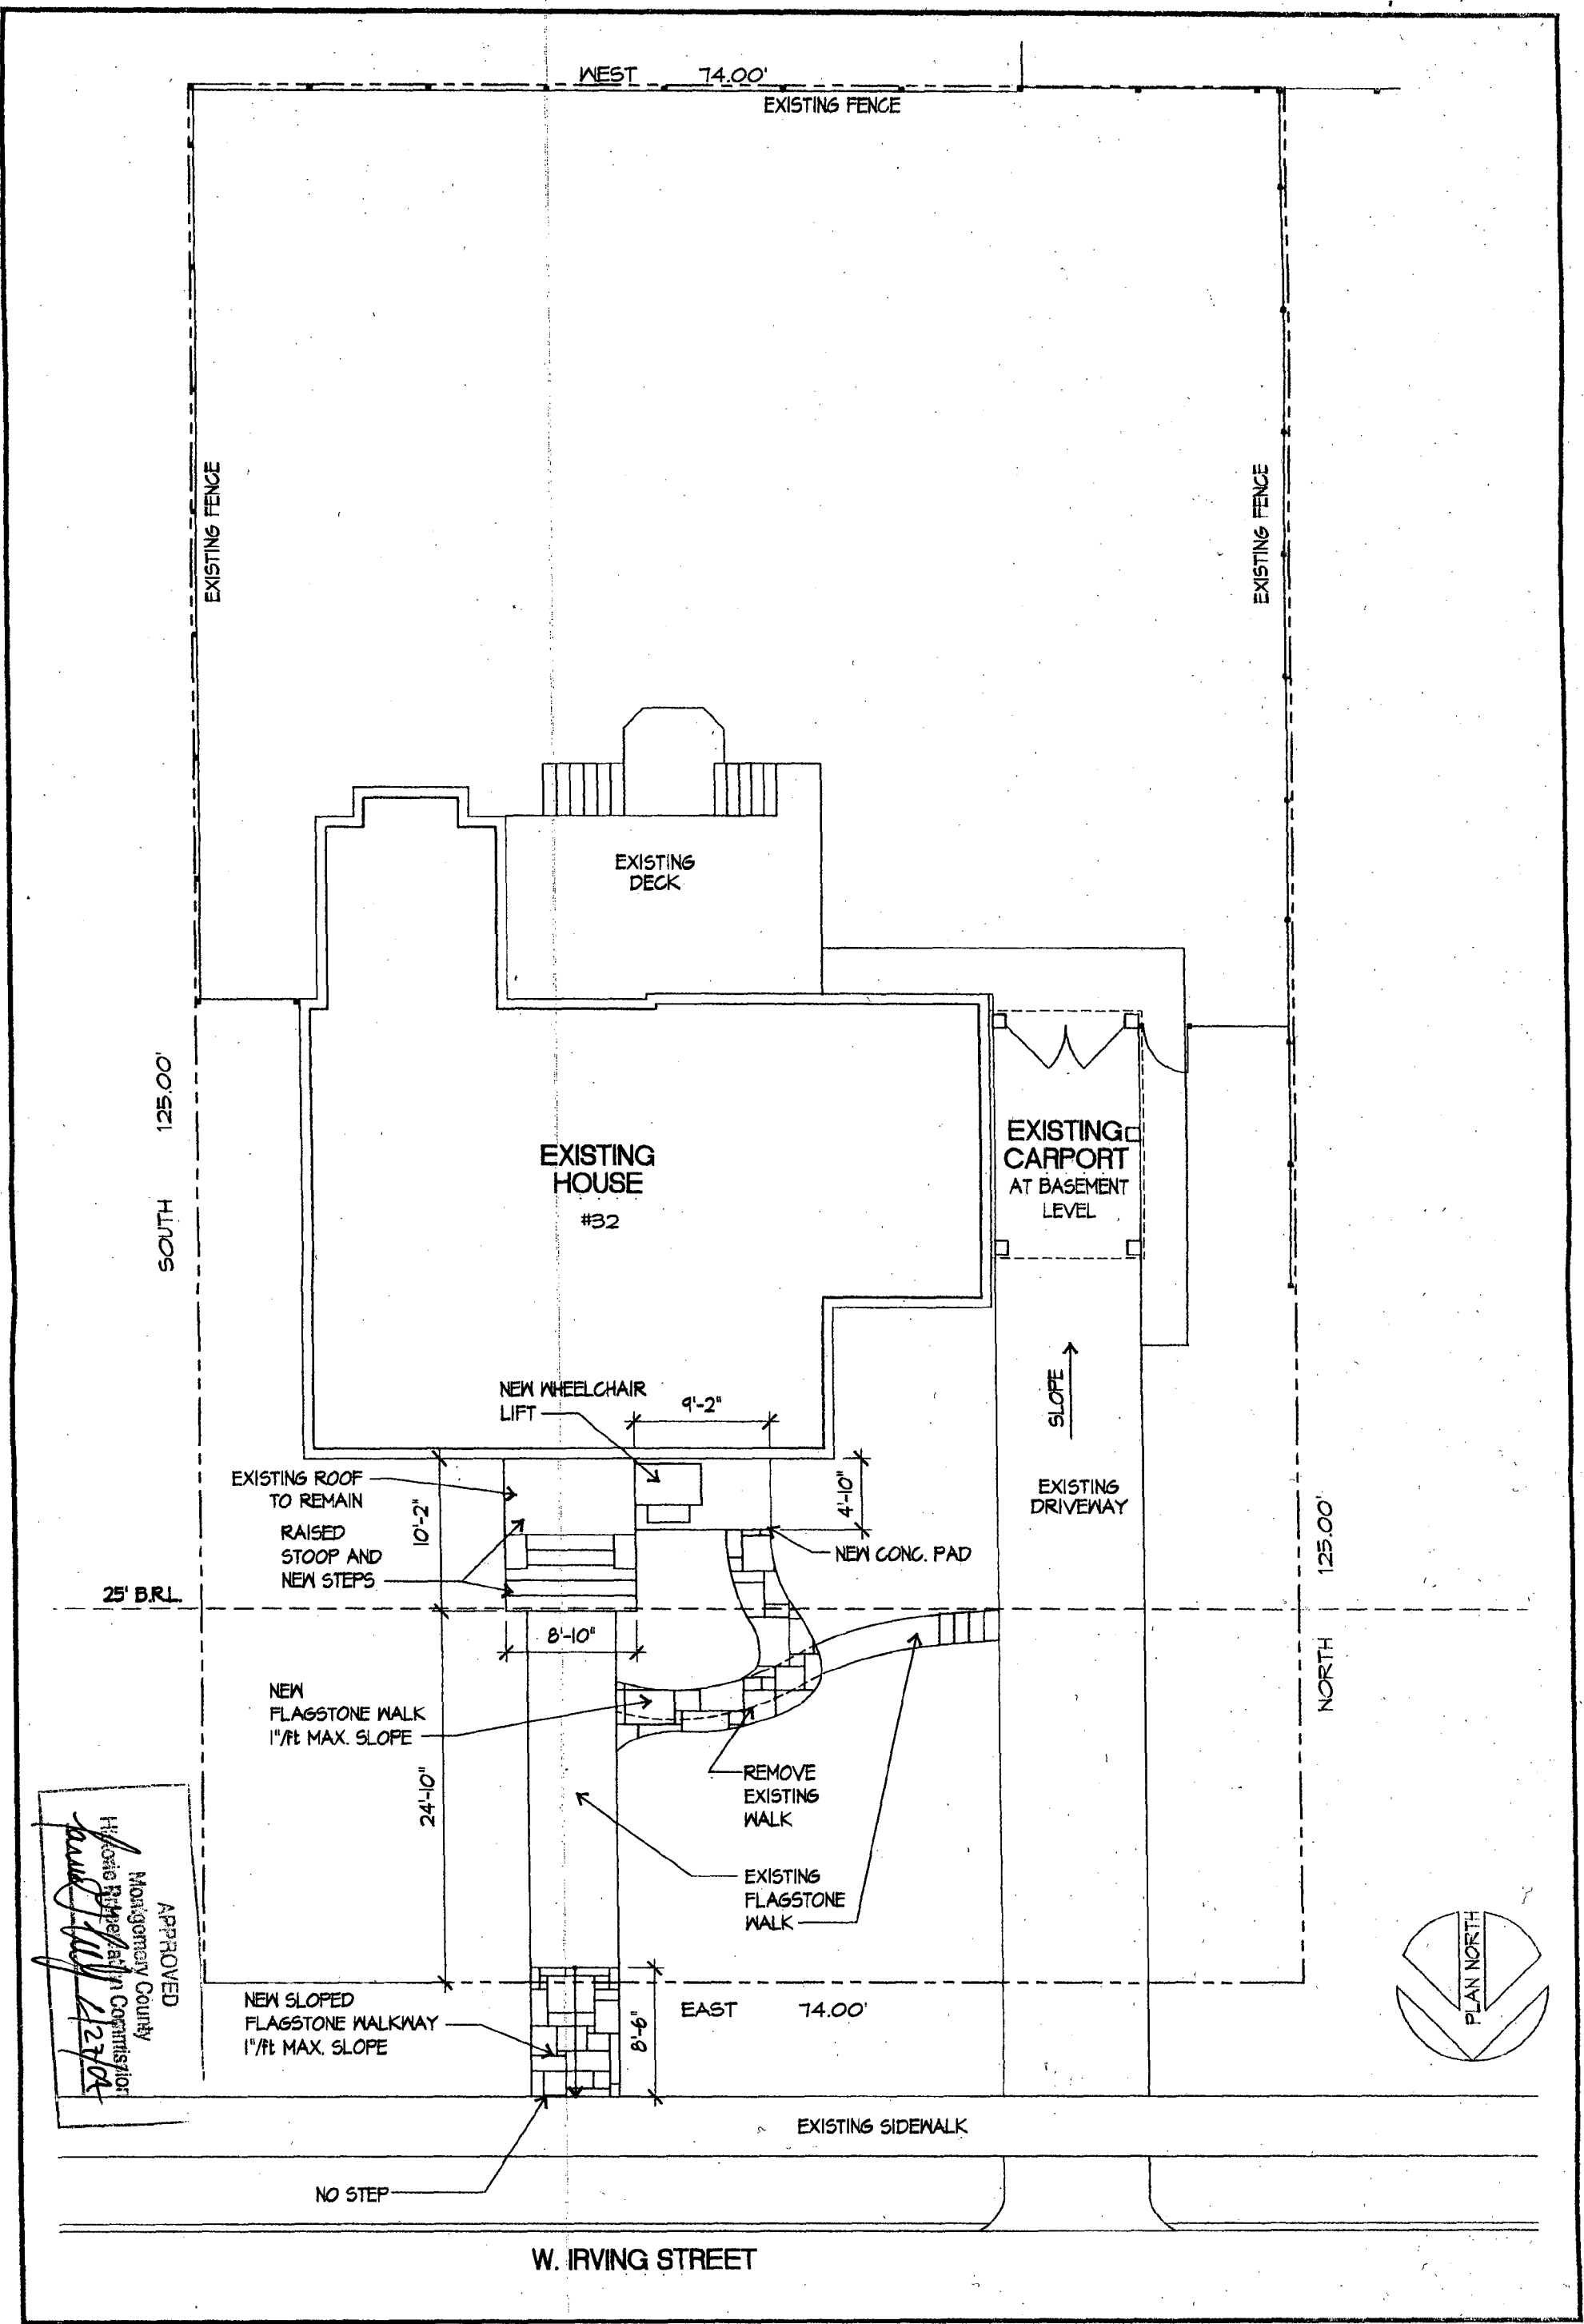 WEST 74.00'
EXISTING FENCE
EXISTING FENCE
EXISTING FENCE
EXISTING
DECK
SOUTH 125.00'
EXISTING
HOUSE
#32
EXISTING
CARPORT
AT BASEMENT
LEVEL
SLOPE
NEW WHEELCHAIR
LIFT
9'-2"
EXISTING ROOF
TO REMAIN
10'-2"
4'-10"
EXISTING
DRIVEWAY
RAISED
STOOP AND
NEW STEPS
NEW CONC. PAD
25' B.R.L.
8'-10"
NORTH 125.00'
NEW
FLAGSTONE WALK
1"/ft MAX. SLOPE
24'-10"
REMOVE
EXISTING
WALK
EXISTING
FLAGSTONE
WALK
APPROVED
Montgomery County
Historic Preservation Commission
PLAN NORTH
NEW SLOPED
FLAGSTONE WALKWAY
1"/ft MAX. SLOPE
8'-6"
EAST 74.00'
EXISTING SIDEWALK
NO STEP
W. IRVING STREET